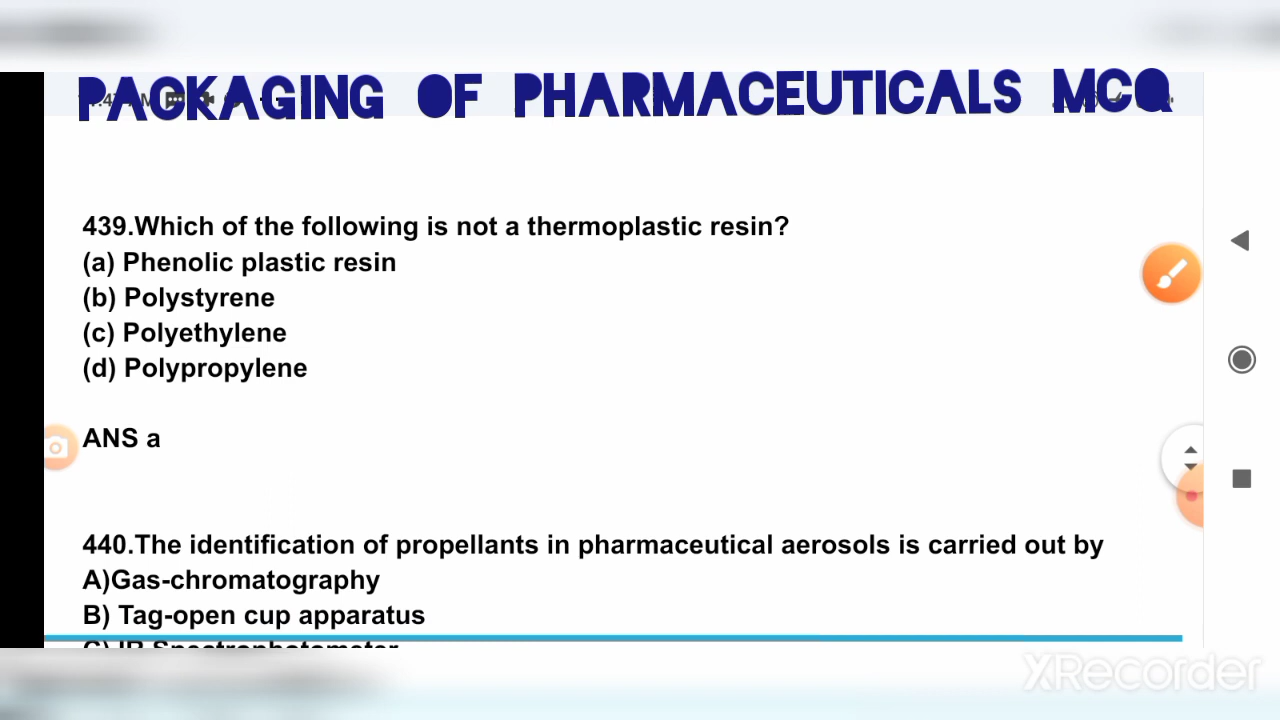 PACKAGING OF PHARMACEUTICALS MCQ
439.Which of the following is not a thermoplastic resin?
(a) Phenolic plastic resin
(b) Polystyrene
(c) Polyethylene
(d) Polypropylene
ANS a
440.The identification of propellants in pharmaceutical aerosols is carried out by
A)Gas-chromatography
B) Tag-open cup apparatus
C) IR Spectrophotometer
XRecorder